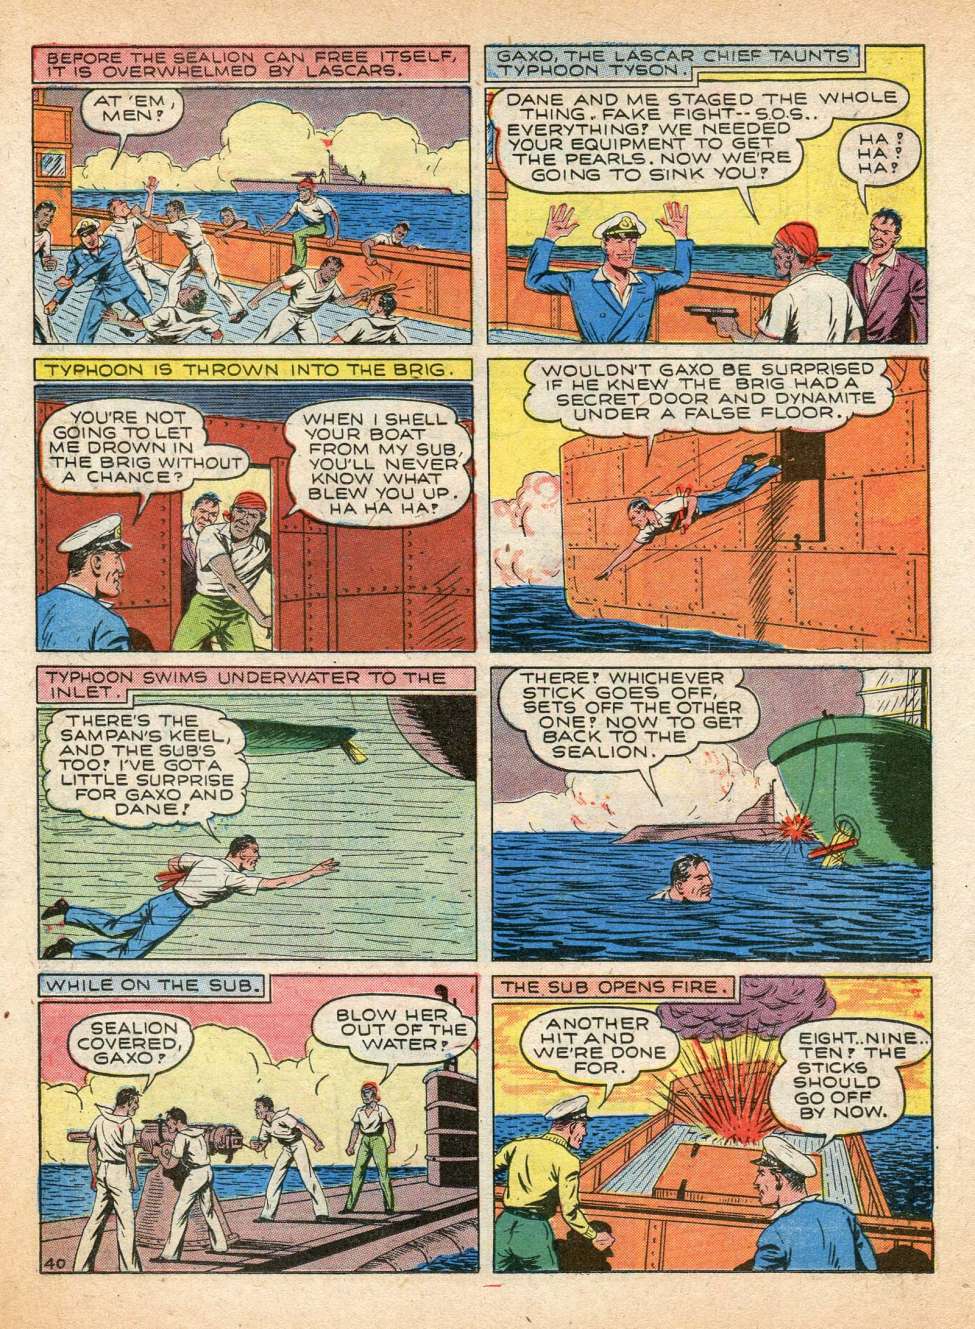 BEFORE THE SEALION CAN FREE ITSELF,
IT IS OVERWHELMED BY LASCARS.
AT 'EM,
MEN!
GAXO, THE LASCAR CHIEF TAUNTS
TYPHOON TYSON.
DANE AND ME STAGED THE WHOLE
THING. FAKE FIGHT--S.O.S..
EVERYTHING! WE NEEDED
YOUR EQUIPMENT TO GET
THE PEARLS. NOW WE'RE
GOING TO SINK YOU!
HA!
HA!
HA!
TYPHOON IS THROWN INTO THE BRIG.
YOU'RE NOT
GOING TO LET
ME DROWN IN
THE BRIG WITHOUT
A CHANCE?
WHEN I SHELL
YOUR BOAT
FROM MY SUB,
YOU'LL NEVER
KNOW WHAT
BLEW YOU UP.
HA HA HA!
WOULDN'T GAXO BE SURPRISED
IF HE KNEW THE BRIG HAD A
SECRET DOOR AND DYNAMITE
UNDER A FALSE FLOOR.
TYPHOON SWIMS UNDERWATER TO THE
INLET.
THERE'S THE
SAMPAN'S KEEL,
AND THE SUB'S
TOO! I'VE GOT A
LITTLE SURPRISE
FOR GAXO AND
DANE!
THERE! WHICHEVER
STICK GOES OFF,
SETS OFF THE OTHER
ONE! NOW TO GET
BACK TO THE
SEALION.
WHILE ON THE SUB.
SEALION
COVERED,
GAXO!
BLOW HER
OUT OF THE
WATER!
40
THE SUB OPENS FIRE.
ANOTHER
HIT AND
WE'RE DONE
FOR.
EIGHT..NINE..
TEN! THE
STICKS
SHOULD
GO OFF
BY NOW.